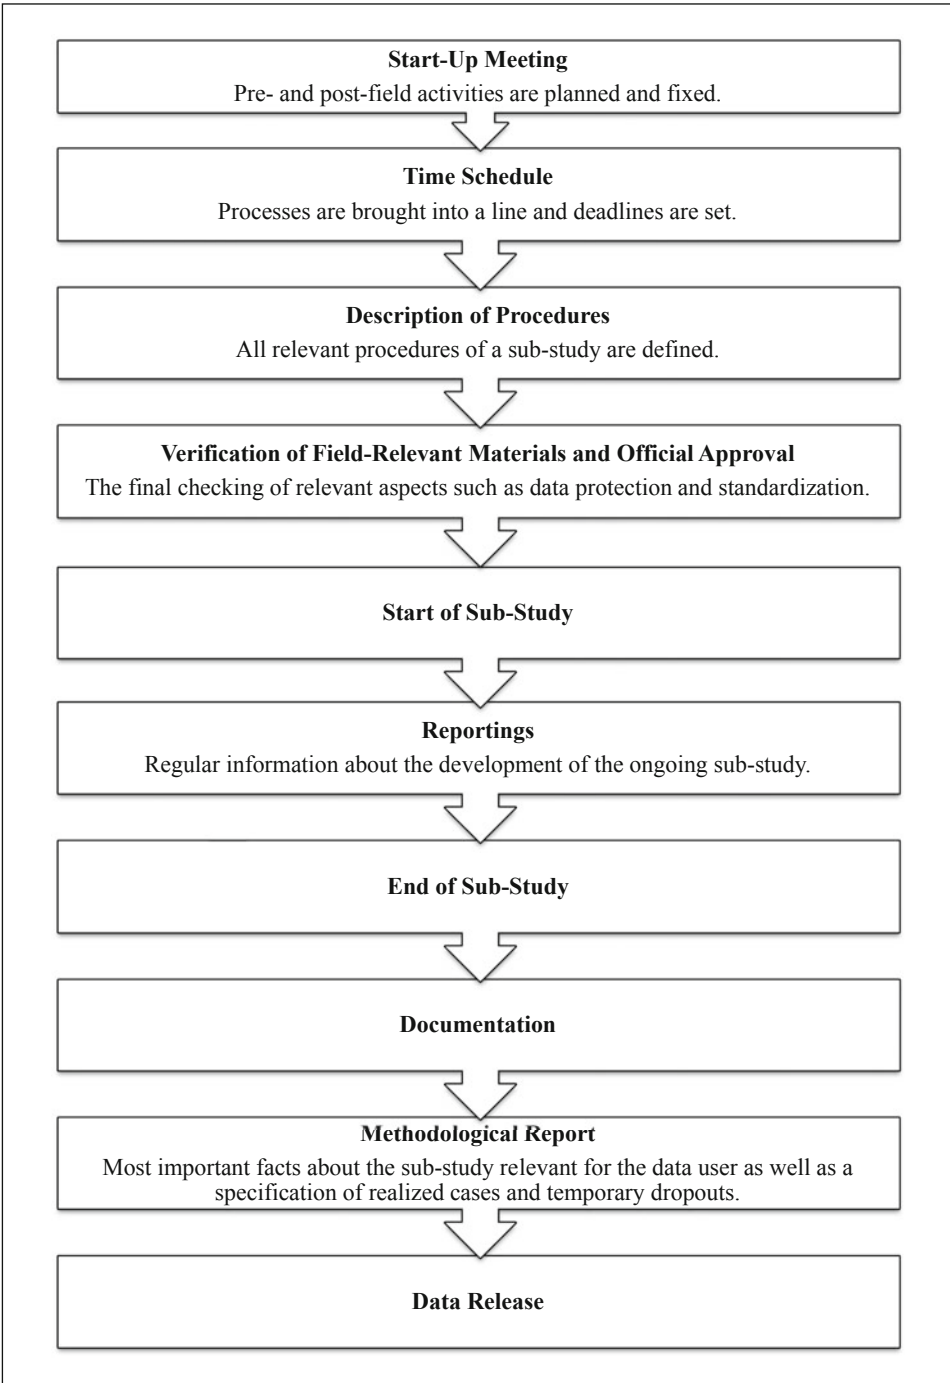 Start-Up Meeting
Pre- and post-field activities are planned and fixed.
Time Schedule
Processes are brought into a line and deadlines are set.
Description of Procedures
All relevant procedures of a sub-study are defined.
Verification of Field-Relevant Materials and Official Approval
The final checking of relevant aspects such as data protection and standardization.
Start of Sub-Study
Reportings
Regular information about the development of the ongoing sub-study.
End of Sub-Study
Documentation
Methodological Report
Most important facts about the sub-study relevant for the data user as well as a
specification of realized cases and temporary dropouts.
Data Release